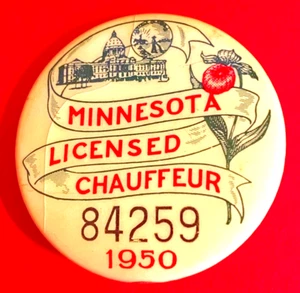 MINNESOTA
LICENSED
CHAUFFEUR
84259
1950